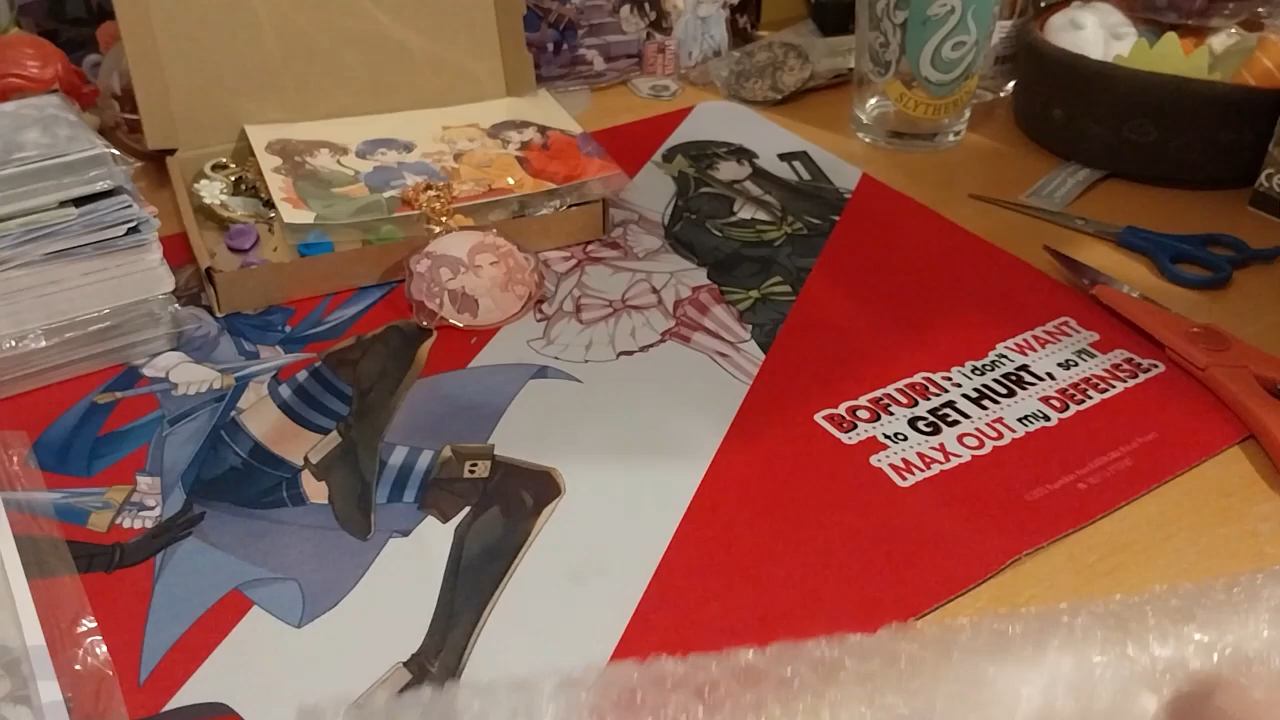 SLYTHERIN
BOFURI: I don't WANT
to GET HURT, so I'll
MAX OUT my DEFENSE.